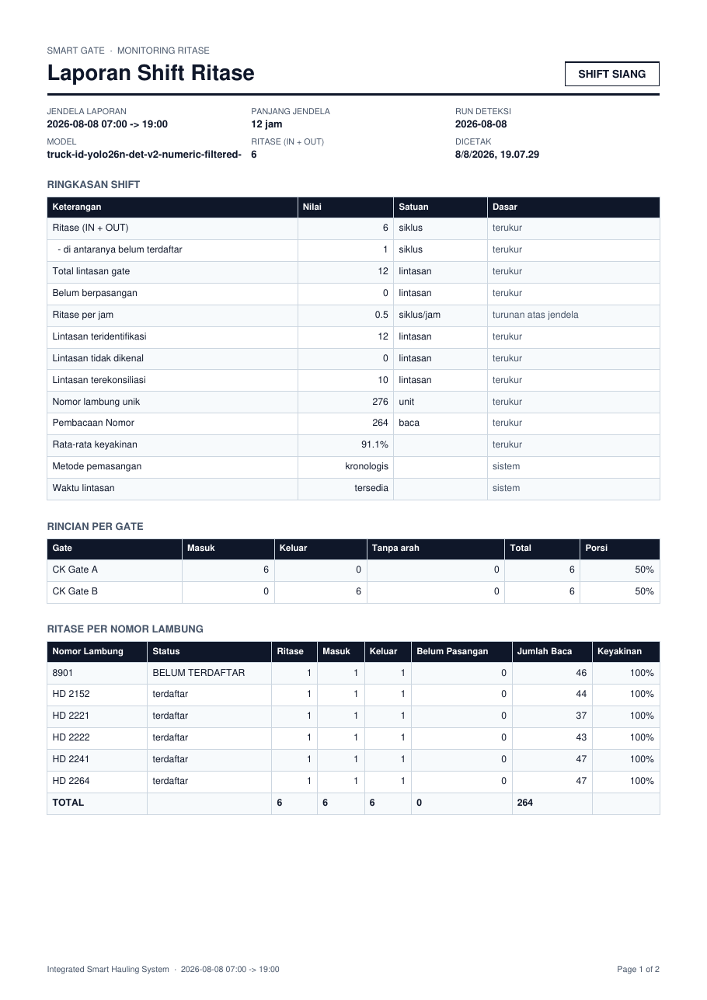 SMART GATE · MONITORING RITASE
Laporan Shift Ritase
SHIFT SIANG
JENDELA LAPORAN PANJANG JENDELA RUN DETEKSI
2026-08-08 07:00 -> 19:00 12 jam 2026-08-08
MODEL RITASE (IN + OUT) DICETAK
truck-id-yolo26n-det-v2-numeric-filtered- 6 8/8/2026, 19.07.29
RINGKASAN SHIFT
Keterangan Nilai Satuan Dasar
Ritase (IN + OUT) 6 siklus terukur
- di antaranya belum terdaftar 1 siklus terukur
Total lintasan gate 12 lintasan terukur
Belum berpasangan 0 lintasan terukur
Ritase per jam 0.5 siklus/jam turunan atas jendela
Lintasan teridentifikasi 12 lintasan terukur
Lintasan tidak dikenal 0 lintasan terukur
Lintasan terekonsiliasi 10 lintasan terukur
Nomor lambung unik 276 unit terukur
Pembacaan Nomor 264 baca terukur
Rata-rata keyakinan 91.1% terukur
Metode pemasangan kronologis sistem
Waktu lintasan tersedia sistem
RINCIAN PER GATE
Gate Masuk Keluar Tanpa arah Total Porsi
CK Gate A 6 0 0 6 50%
CK Gate B 0 6 0 6 50%
RITASE PER NOMOR LAMBUNG
Nomor Lambung Status Ritase Masuk Keluar Belum Pasangan Jumlah Baca Keyakinan
8901 BELUM TERDAFTAR 1 1 1 0 46 100%
HD 2152 terdaftar 1 1 1 0 44 100%
HD 2221 terdaftar 1 1 1 0 37 100%
HD 2222 terdaftar 1 1 1 0 43 100%
HD 2241 terdaftar 1 1 1 0 47 100%
HD 2264 terdaftar 1 1 1 0 47 100%
TOTAL 6 6 6 0 264
Integrated Smart Hauling System · 2026-08-08 07:00 -> 19:00 Page 1 of 2